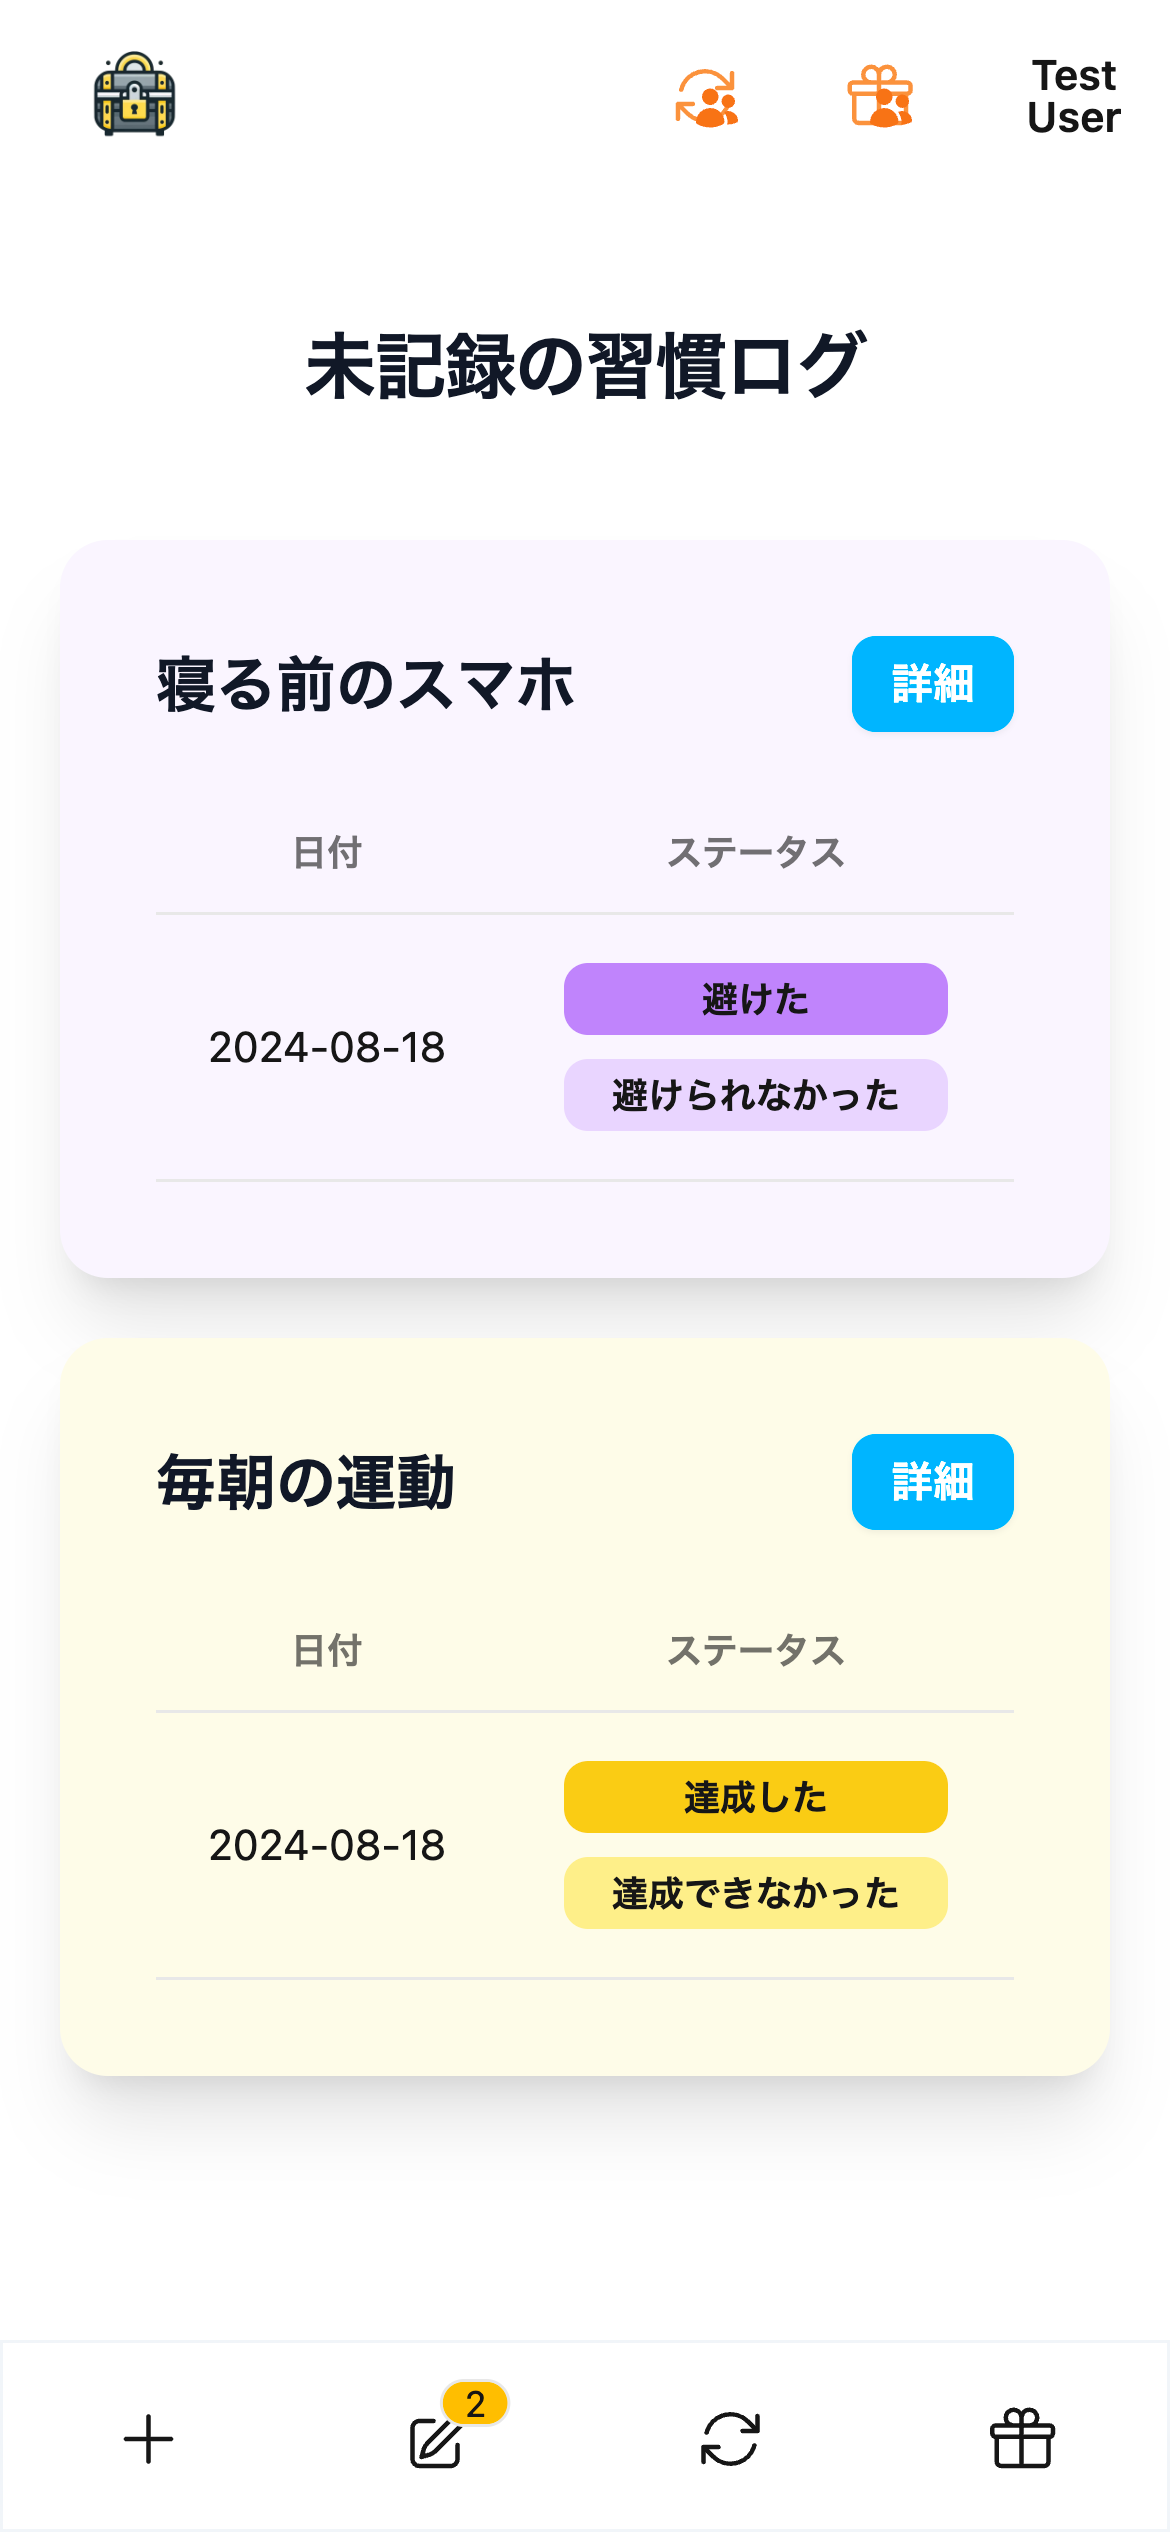 Test
User
未記録の習慣ログ
寝る前のスマホ
詳細
日付 ステータス
避けた
2024-08-18
避けられなかった
毎朝の運動
詳細
日付 ステータス
達成した
2024-08-18
達成できなかった
2